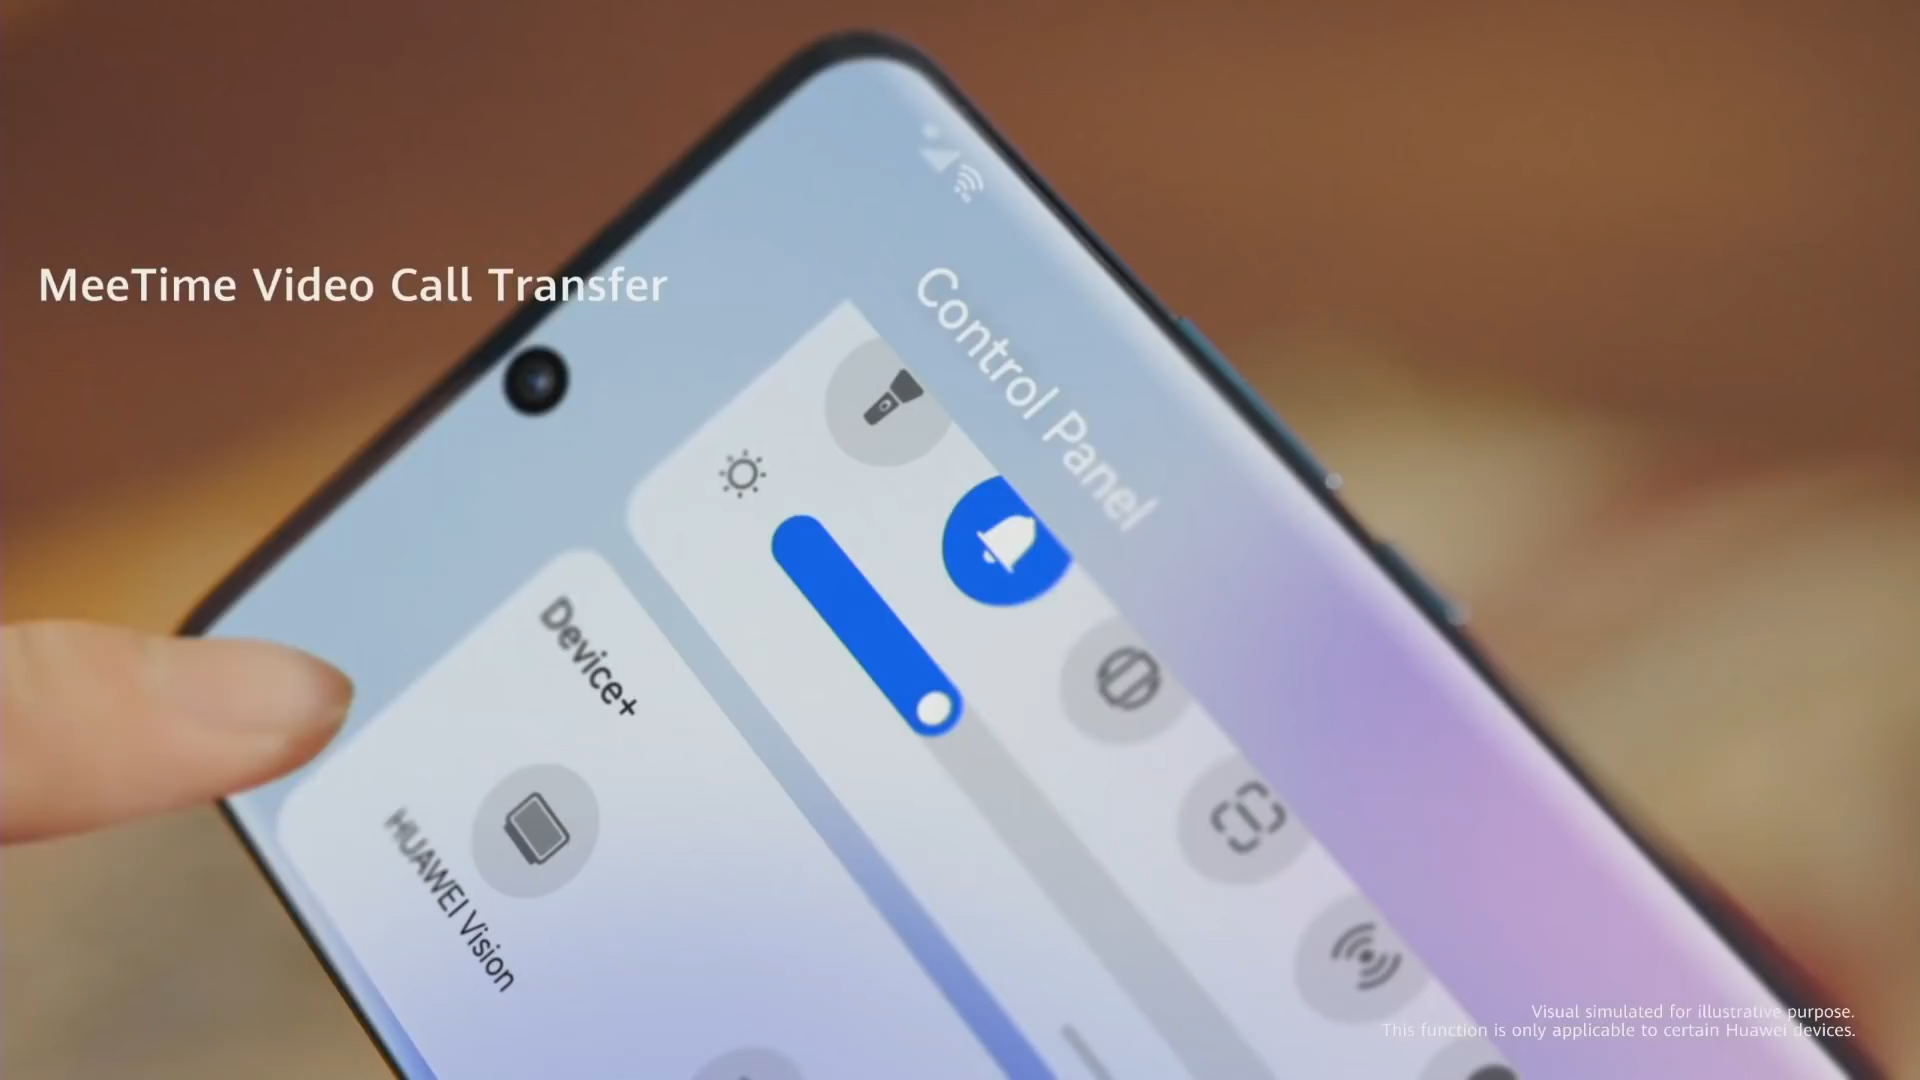 MeeTime Video Call Transfer
Control Panel
Device+
HUAWEI Vision
Visual simulated for illustrative purpose.
This function is only applicable to certain Huawei devices.